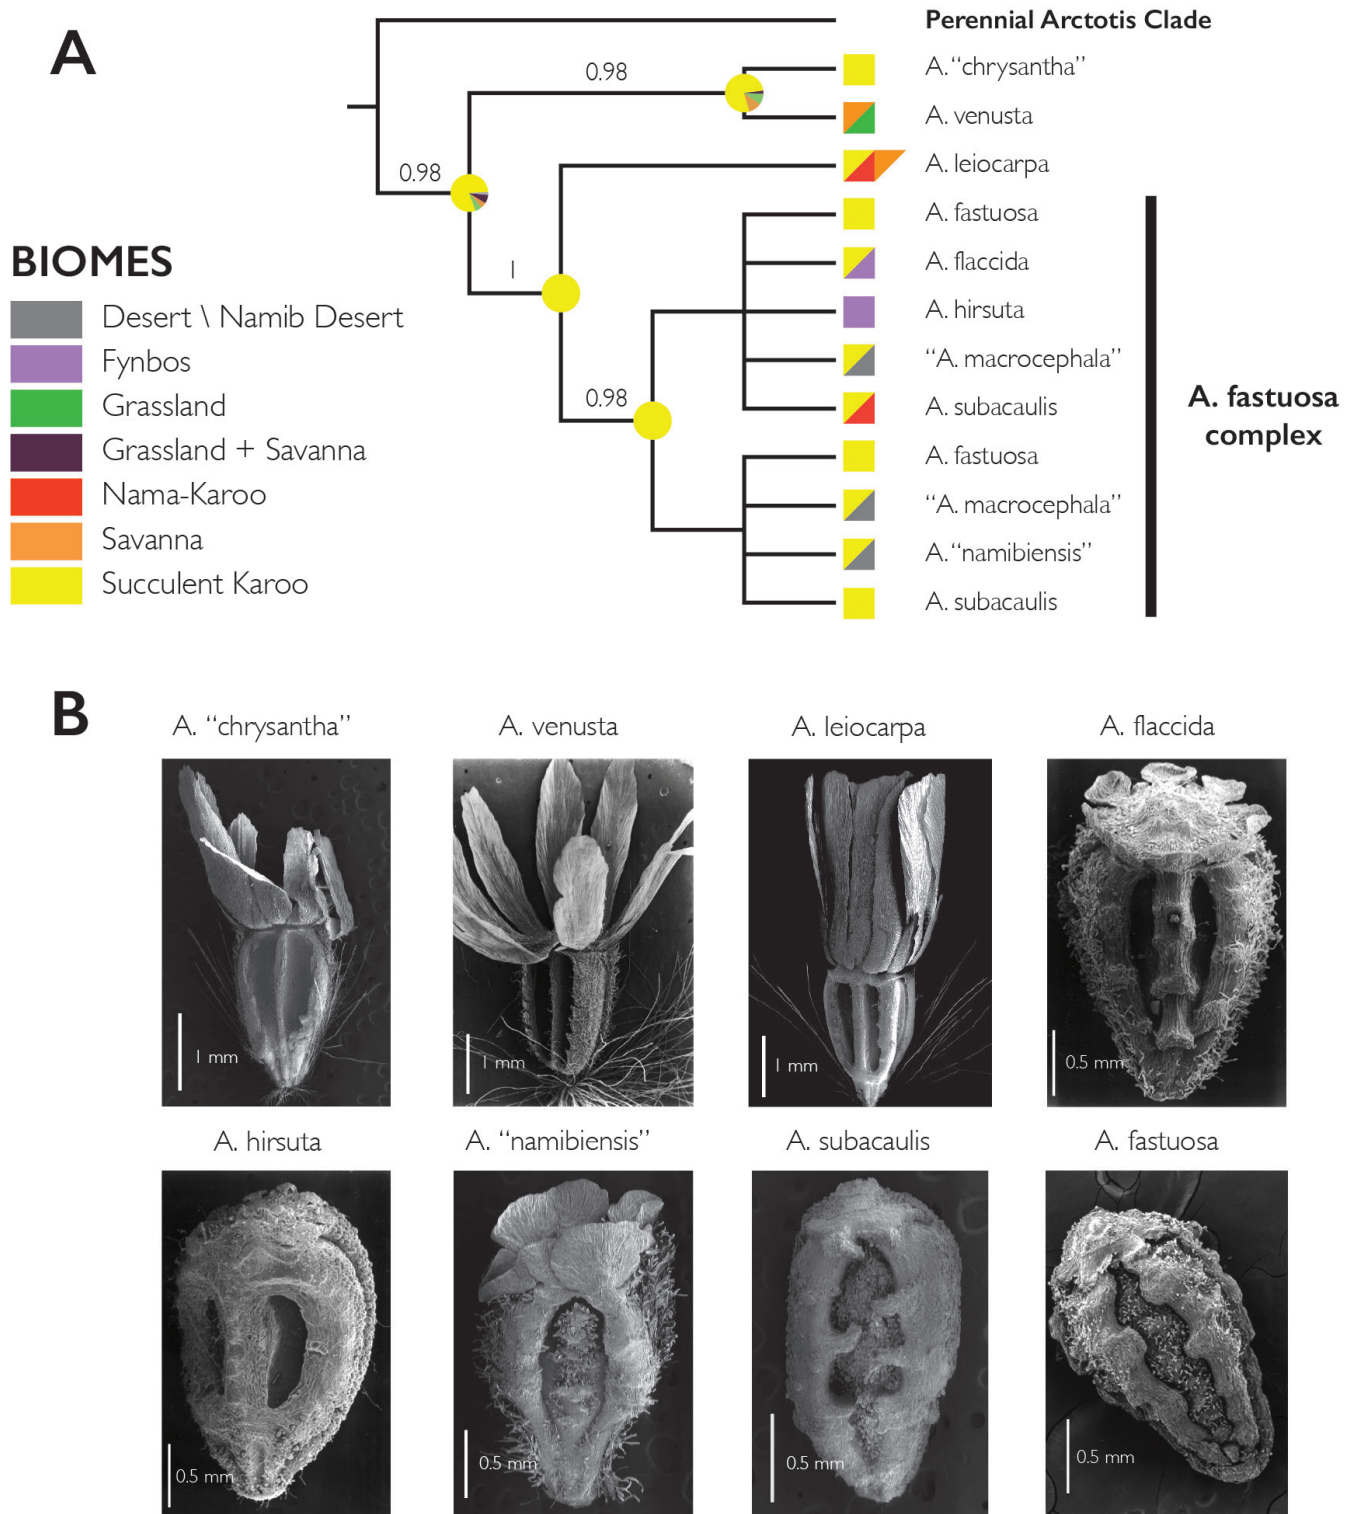 A
Perennial Arctotis Clade
A. “chrysantha”
0.98
A. venusta
A. leiocarpa
0.98
A. fastuosa
BIOMES
A. flaccida
1
Desert \ Namib Desert
A. hirsuta
Fynbos
“A. macrocephala”
Grassland
0.98
A. subacaulis
A. fastuosa
complex
Grassland + Savanna
A. fastuosa
Nama-Karoo
“A. macrocephala”
Savanna
A. “namibiensis”
Succulent Karoo
A. subacaulis
B
A. “chrysantha”
A. venusta
A. leiocarpa
A. flaccida
1 mm
1 mm
1 mm
0.5 mm
A. hirsuta
A. “namibiensis”
A. subacaulis
A. fastuosa
0.5 mm
0.5 mm
0.5 mm
0.5 mm